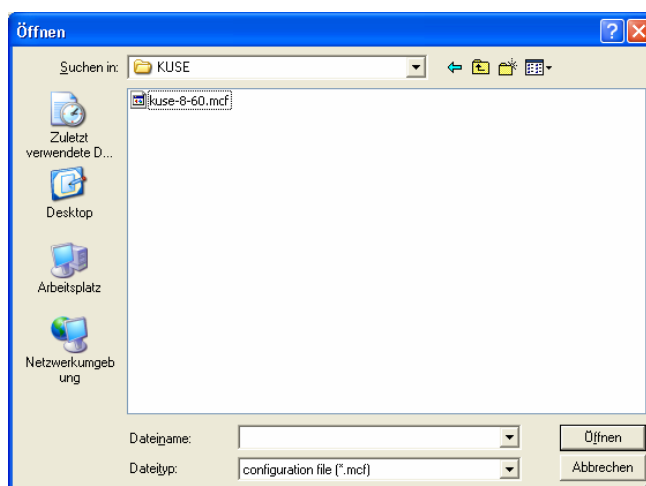 Öffnen
Suchen in: KUSE
kuse-8-60.mcf
Zuletzt
verwendete D...
Desktop
Arbeitsplatz
Netzwerkumgeb
ung
Dateiname: Öffnen
Dateityp: configuration file (*.mcf) Abbrechen